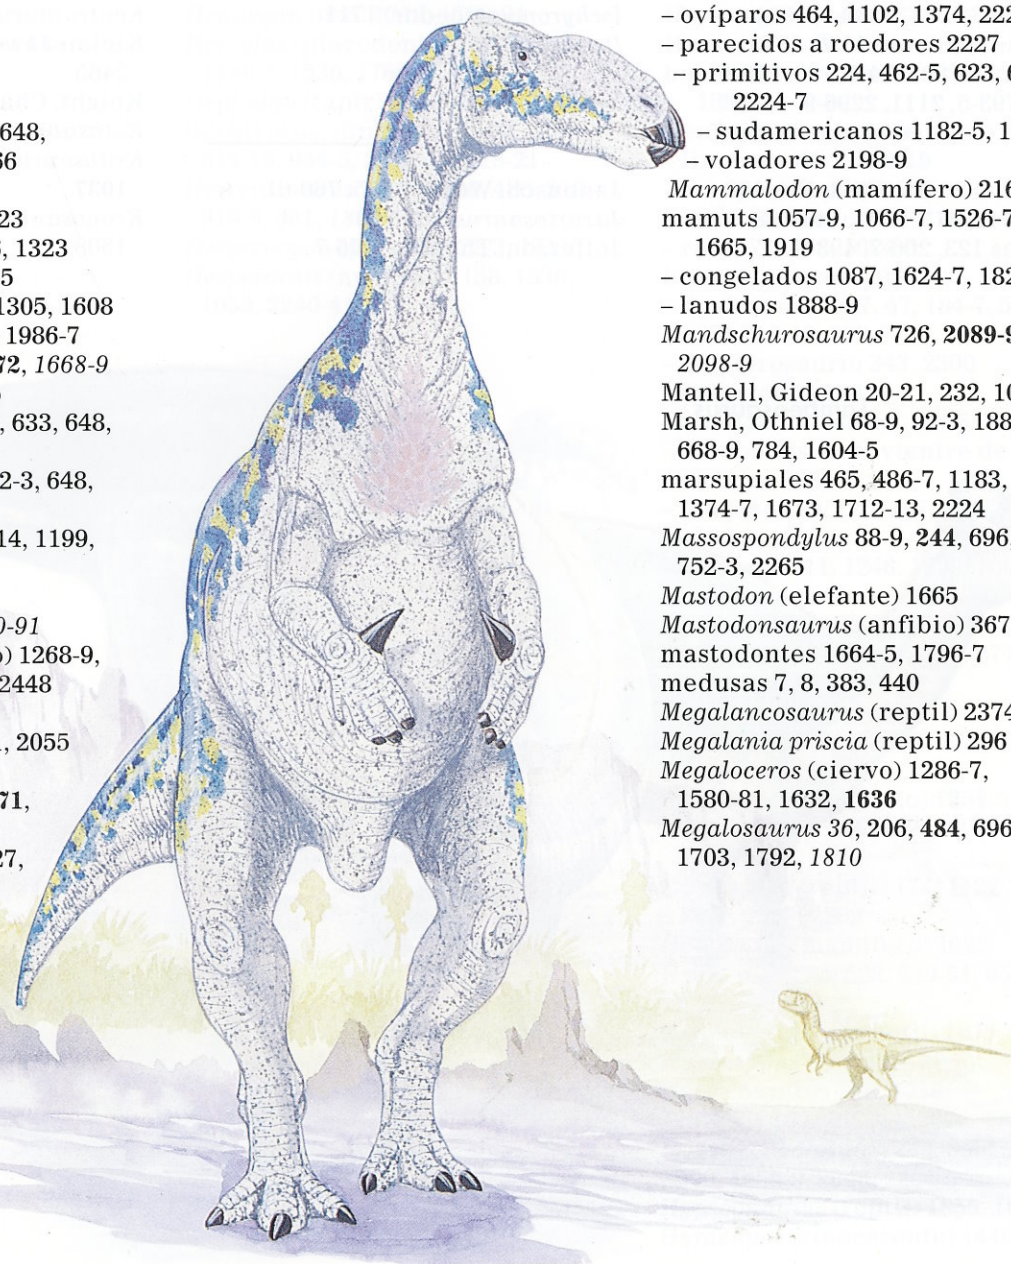 648,
66
23
, 1323
5
1305, 1608
1986-7
72, 1668-9
, 633, 648,
2-3, 648,
14, 1199,
0-91
) 1268-9,
2448
, 2055
71,
27,
– ovíparos 464, 1102, 1374, 222
– parecidos a roedores 2227
– primitivos 224, 462-5, 623, 6
2224-7
– sudamericanos 1182-5, 1
– voladores 2198-9
Mammalodon (mamífero) 216
mamuts 1057-9, 1066-7, 1526-7
1665, 1919
– congelados 1087, 1624-7, 182
– lanudos 1888-9
Mandschurosaurus 726, 2089-9
2098-9
Mantell, Gideon 20-21, 232, 10
Marsh, Othniel 68-9, 92-3, 188
668-9, 784, 1604-5
marsupiales 465, 486-7, 1183,
1374-7, 1673, 1712-13, 2224
Massospondylus 88-9, 244, 696,
752-3, 2265
Mastodon (elefante) 1665
Mastodonsaurus (anfibio) 367
mastodontes 1664-5, 1796-7
medusas 7, 8, 383, 440
Megalancosaurus (reptil) 2374
Megalania priscia (reptil) 296
Megaloceros (ciervo) 1286-7,
1580-81, 1632, 1636
Megalosaurus 36, 206, 484, 696
1703, 1792, 1810